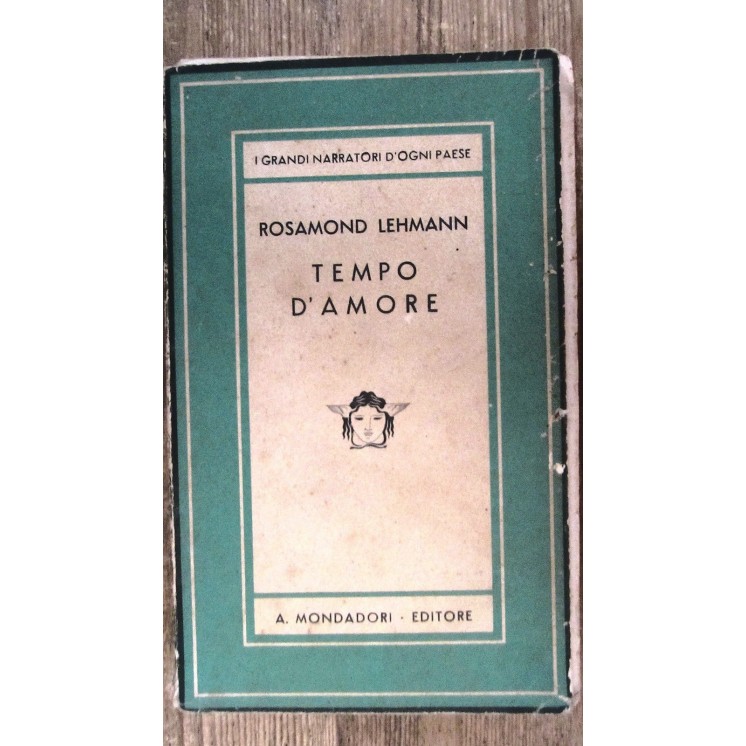 I GRANDI NARRATORI D'OGNI PAESE
ROSAMOND LEHMANN
TEMPO
D'AMORE
A. MONDADORI · EDITORE